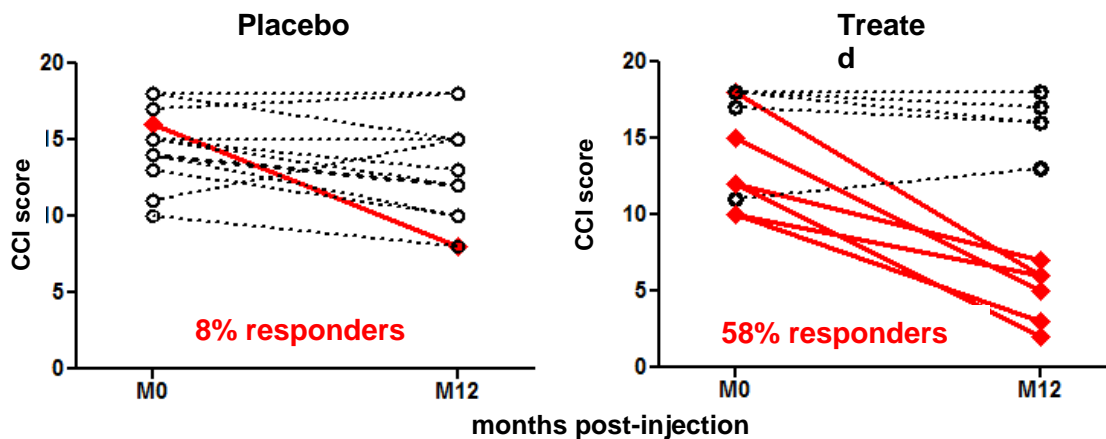 Placebo
Treate
d
20
15
10
5
0
CCI score
8% responders
M0
M12
20
15
10
5
0
CCI score
58% responders
M0
M12
months post-injection